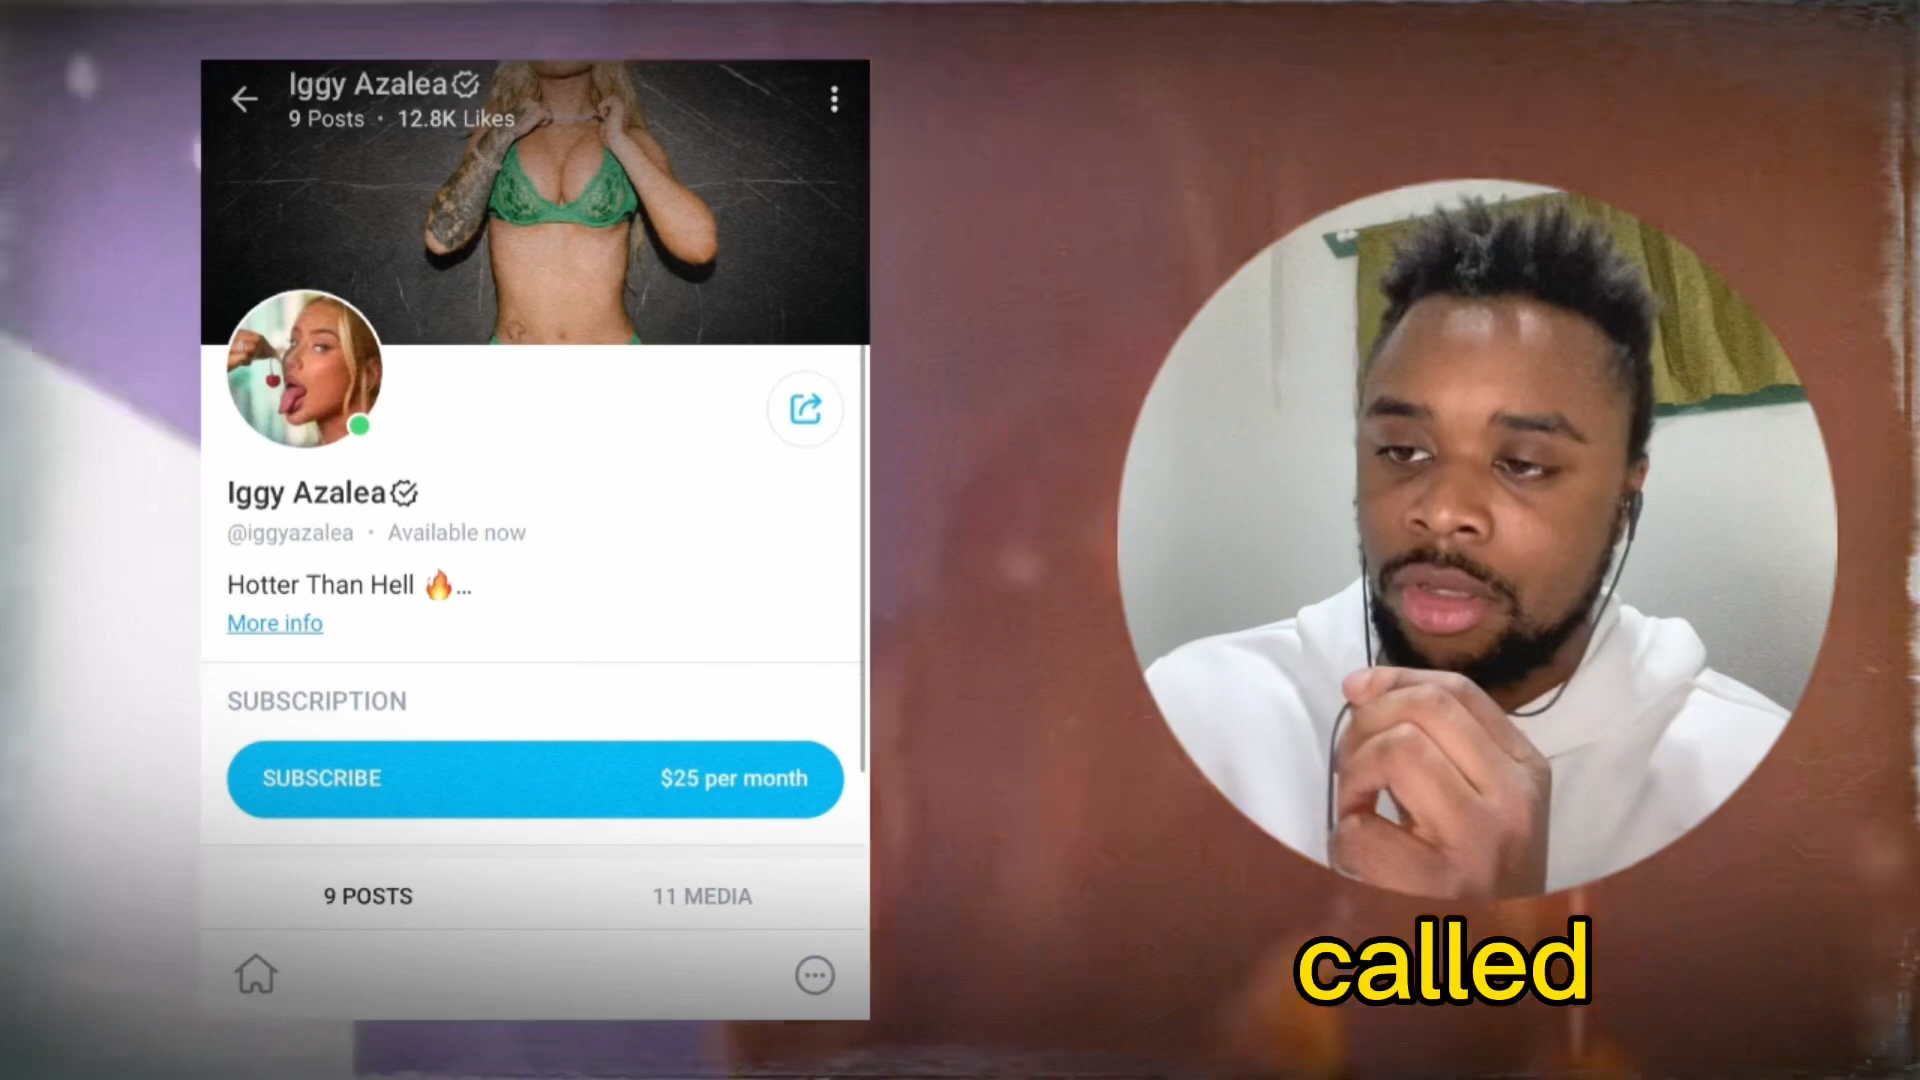 Iggy Azalea
9 Posts · 12.8K Likes
Iggy Azalea
@iggyazalea · Available now
Hotter Than Hell 🔥...
More info
SUBSCRIPTION
SUBSCRIBE $25 per month
9 POSTS 11 MEDIA
called